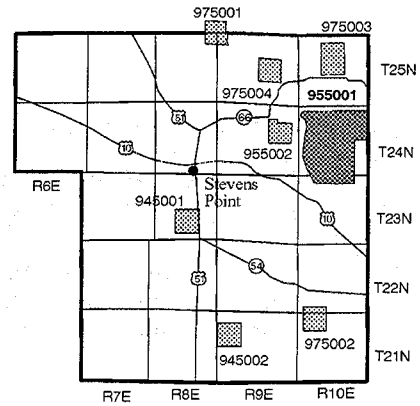 975001
975003
T25N
975004
955001
51
66
955002
T24N
10
R6E
Stevens
Point
945001
10
T23N
54
T22N
51
975002
945002
T21N
R7E
R8E
R9E
R10E